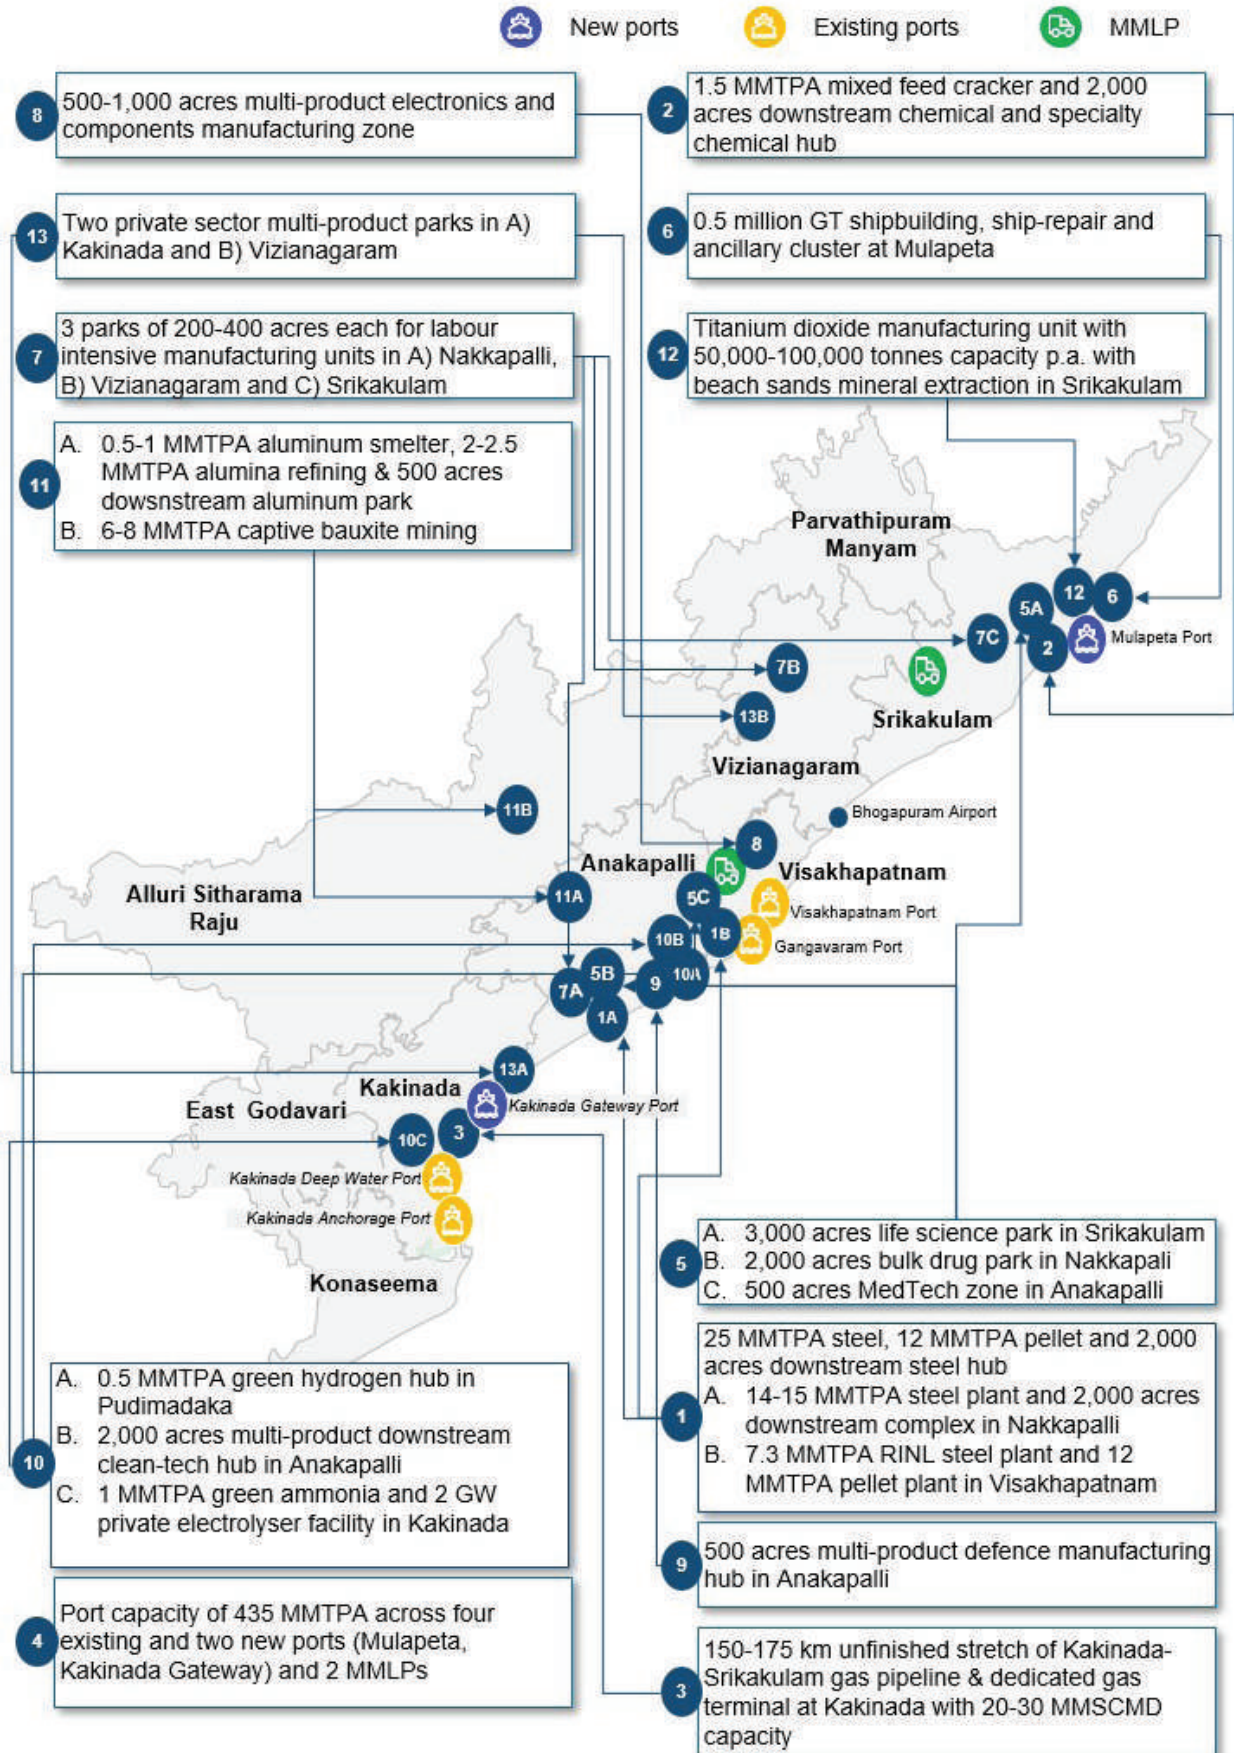 New ports
Existing ports
MMLP
8
500-1,000 acres multi-product electronics and
components manufacturing zone
2
1.5 MMTPA mixed feed cracker and 2,000
acres downstream chemical and specialty
chemical hub
13
Two private sector multi-product parks in A)
Kakinada and B) Vizianagaram
6
0.5 million GT shipbuilding, ship-repair and
ancillary cluster at Mulapeta
7
3 parks of 200-400 acres each for labour
intensive manufacturing units in A) Nakkapalli,
B) Vizianagaram and C) Srikakulam
12
Titanium dioxide manufacturing unit with
50,000-100,000 tonnes capacity p.a. with
beach sands mineral extraction in Srikakulam
11
A. 0.5-1 MMTPA aluminum smelter, 2-2.5
MMTPA alumina refining & 500 acres
dowsnstream aluminum park
B. 6-8 MMTPA captive bauxite mining
Parvathipuram
Manyam
12
6
5A
7C
2
Mulapeta Port
7B
13B
Srikakulam
Vizianagaram
11B
Bhogapuram Airport
8
Anakapalli
Visakhapatnam
Alluri Sitharama
Raju
11A
5C
Visakhapatnam Port
10B
1B
Gangavaram Port
5B
10A
7A
9
1A
13A
Kakinada
Kakinada Gateway Port
East Godavari
10C
3
Kakinada Deep Water Port
Kakinada Anchorage Port
Konaseema
5
A. 3,000 acres life science park in Srikakulam
B. 2,000 acres bulk drug park in Nakkapali
C. 500 acres MedTech zone in Anakapalli
1
25 MMTPA steel, 12 MMTPA pellet and 2,000
acres downstream steel hub
A. 14-15 MMTPA steel plant and 2,000 acres
downstream complex in Nakkapalli
B. 7.3 MMTPA RINL steel plant and 12
MMTPA pellet plant in Visakhapatnam
10
A. 0.5 MMTPA green hydrogen hub in
Pudimadaka
B. 2,000 acres multi-product downstream
clean-tech hub in Anakapalli
C. 1 MMTPA green ammonia and 2 GW
private electrolyser facility in Kakinada
9
500 acres multi-product defence manufacturing
hub in Anakapalli
4
Port capacity of 435 MMTPA across four
existing and two new ports (Mulapeta,
Kakinada Gateway) and 2 MMLPs
3
150-175 km unfinished stretch of Kakinada-
Srikakulam gas pipeline & dedicated gas
terminal at Kakinada with 20-30 MMSCMD
capacity